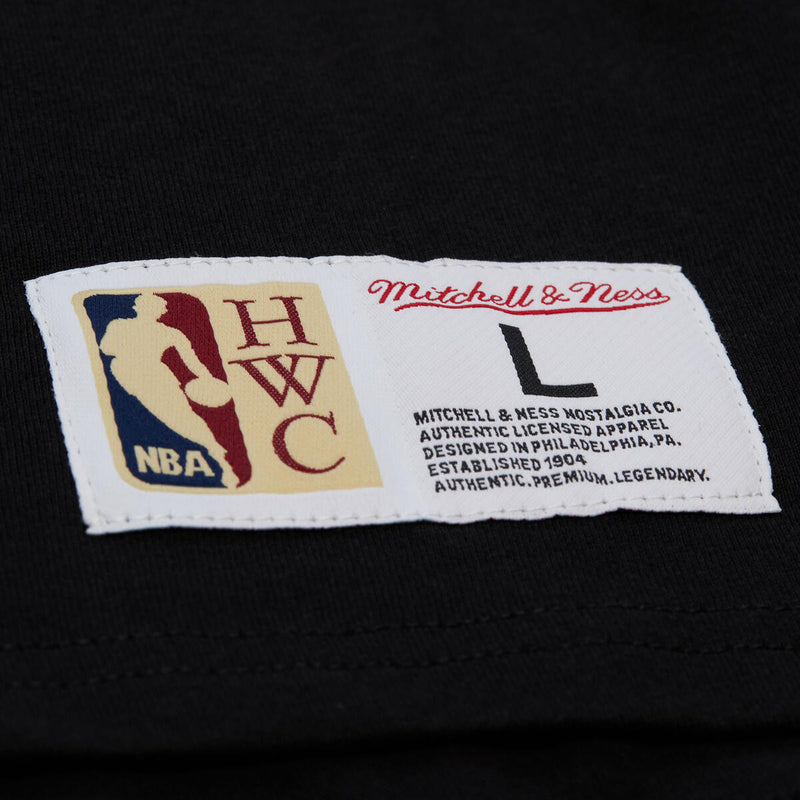 NBA
H
W
C
Mitchell & Ness
L
MITCHELL & NESS NOSTALGIA CO.
AUTHENTIC LICENSED APPAREL
DESIGNED IN PHILADELPHIA, PA.
ESTABLISHED 1904
AUTHENTIC. PREMIUM. LEGENDARY.